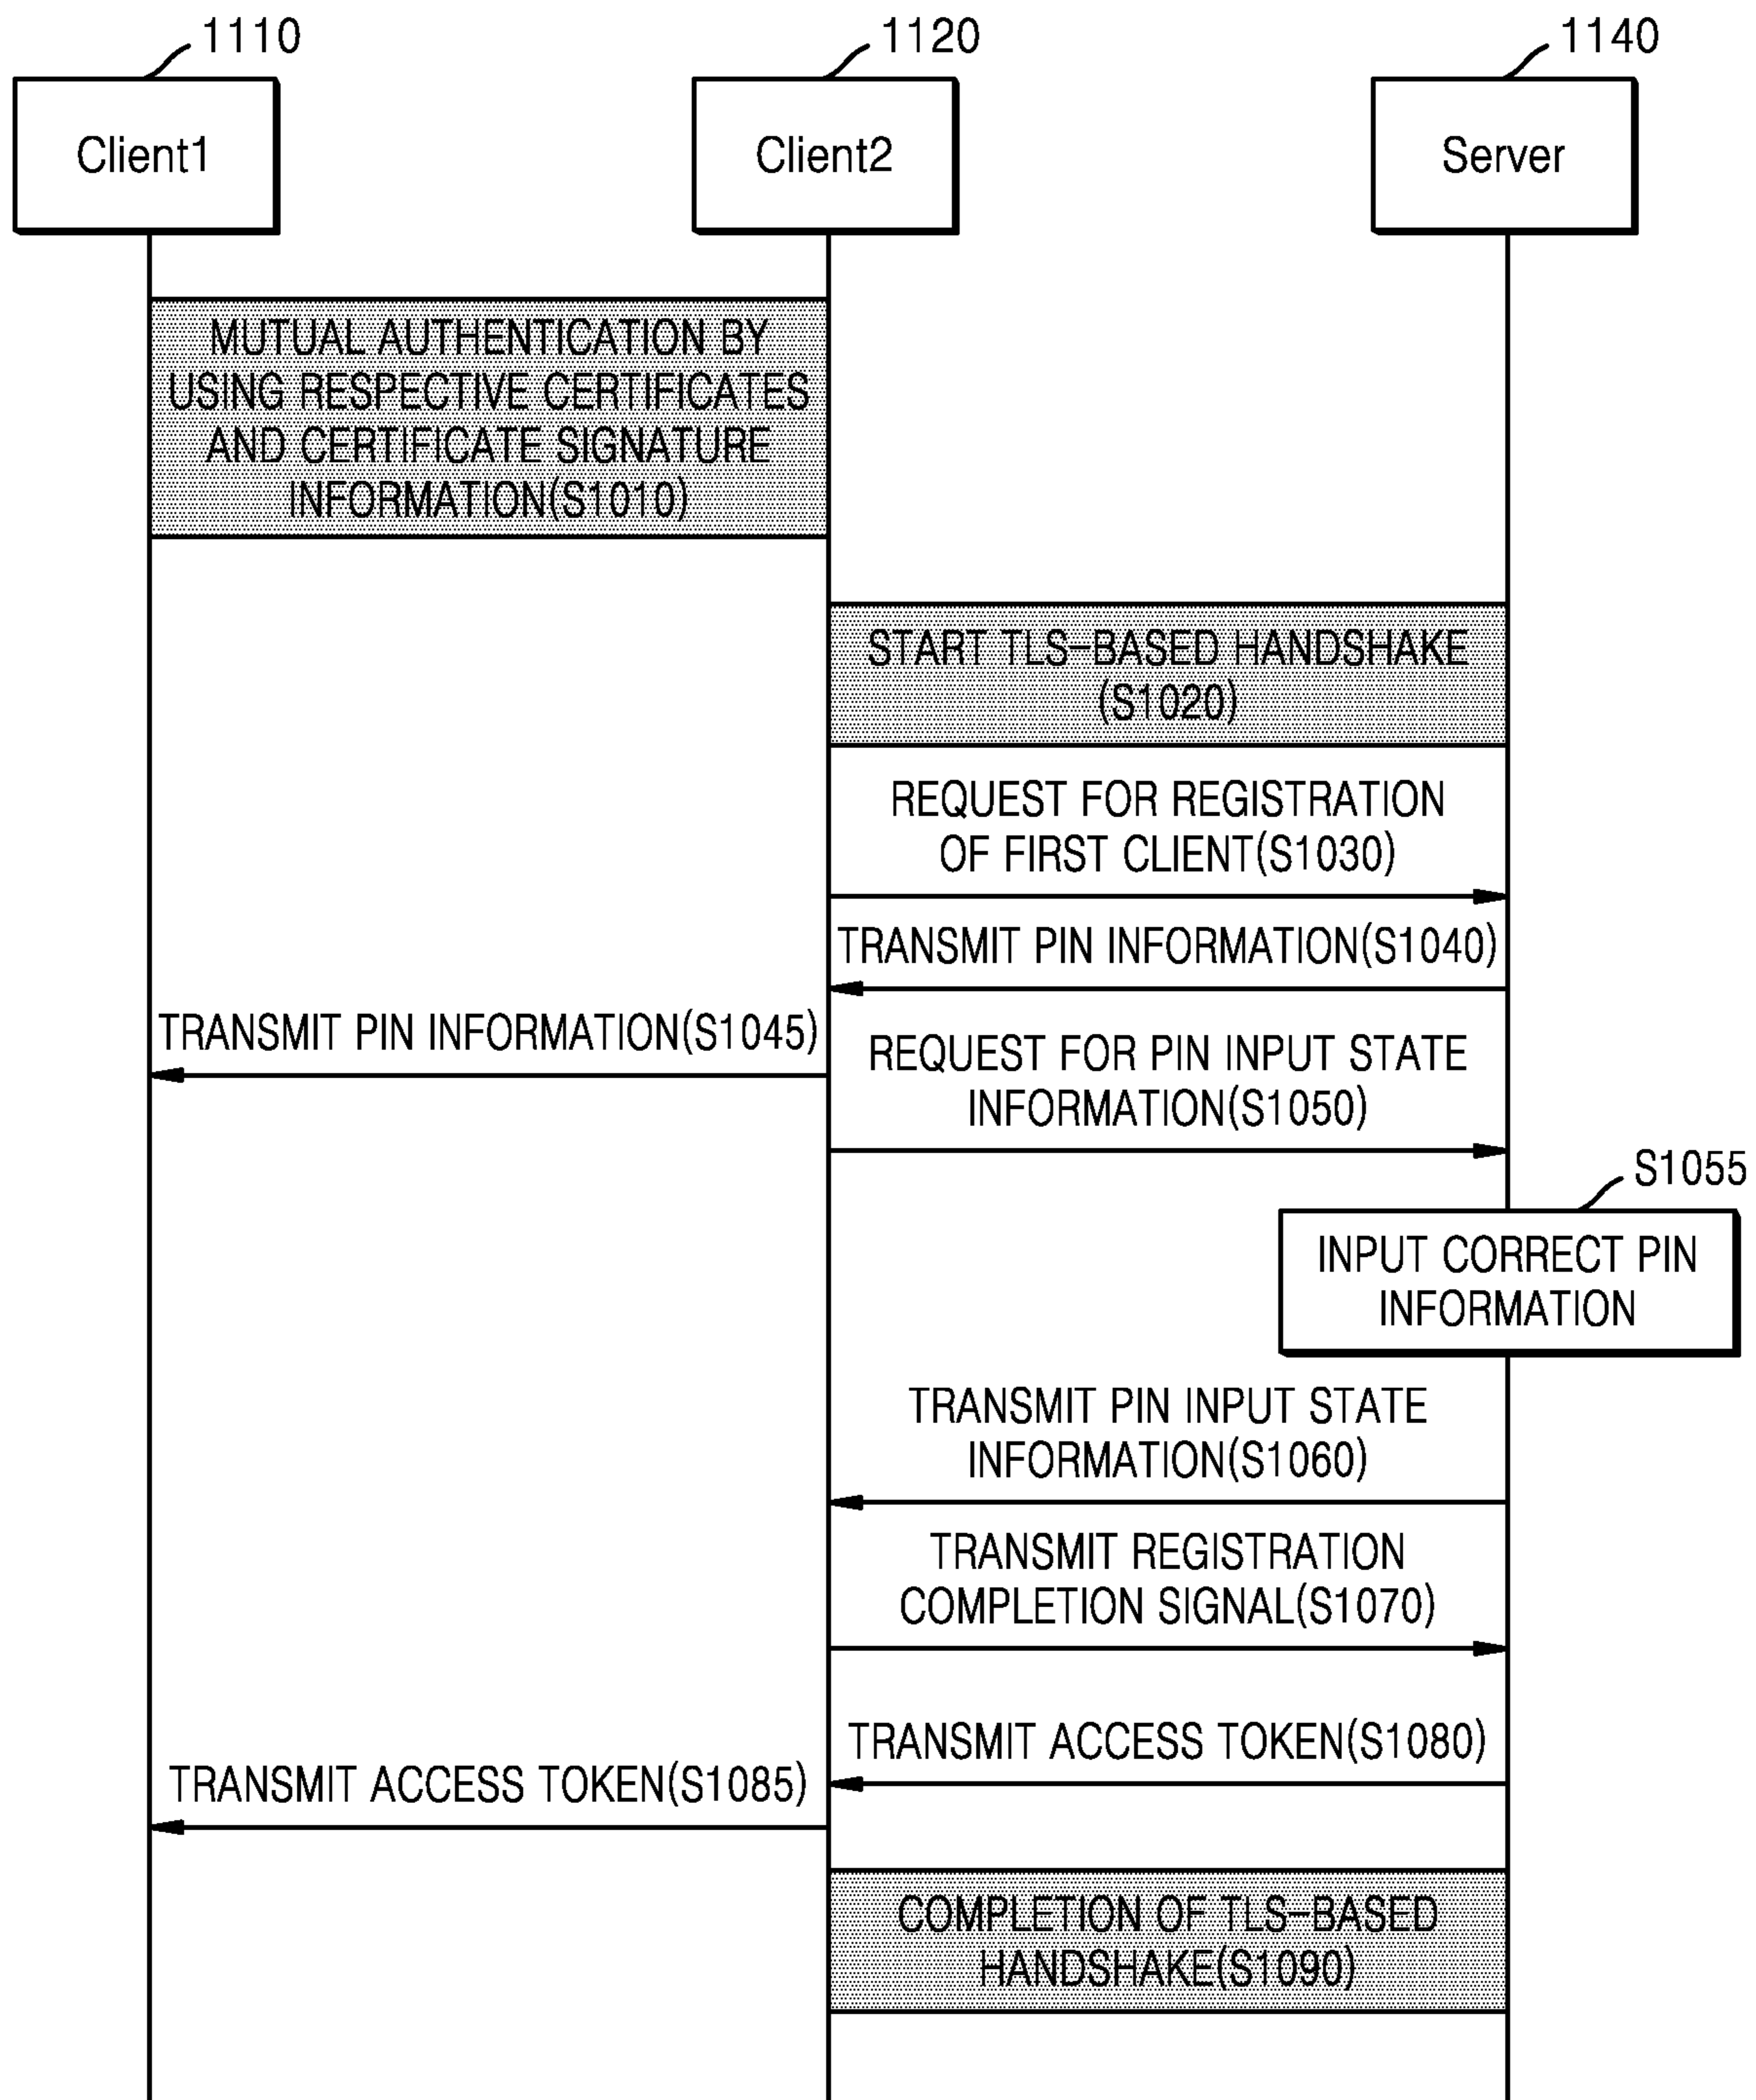 1110
1120
1140
Client1
Client2
Server
MUTUAL AUTHENTICATION BY
USING RESPECTIVE CERTIFICATES
AND CERTIFICATE SIGNATURE
INFORMATION(S1010)
START TLS-BASED HANDSHAKE
(S1020)
REQUEST FOR REGISTRATION
OF FIRST CLIENT(S1030)
TRANSMIT PIN INFORMATION(S1040)
TRANSMIT PIN INFORMATION(S1045)
REQUEST FOR PIN INPUT STATE
INFORMATION(S1050)
S1055
INPUT CORRECT PIN
INFORMATION
TRANSMIT PIN INPUT STATE
INFORMATION(S1060)
TRANSMIT REGISTRATION
COMPLETION SIGNAL(S1070)
TRANSMIT ACCESS TOKEN(S1080)
TRANSMIT ACCESS TOKEN(S1085)
COMPLETION OF TLS-BASED
HANDSHAKE(S1090)